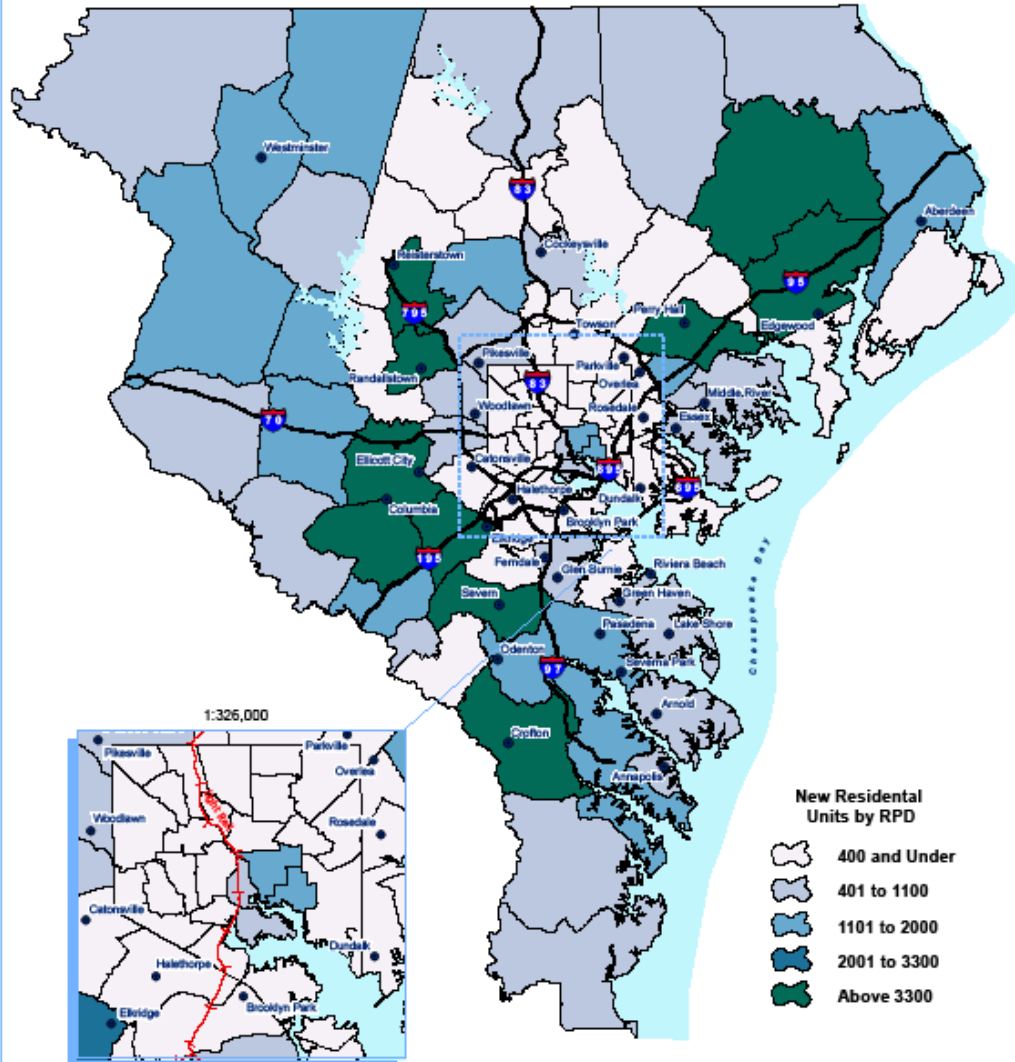 Westminster
83
Aberdeen
Cockeysville
Reisterstown
95
795
Perry Hall
Edgewood
Towson
Pikesville
Parkville
Randallstown
83
Overlea
Middle River
Woodlawn
Rosedale
Essex
70
Ellicott City
Catonsville
895
695
Columbia
Halethorpe
Dundalk
Brooklyn Park
Elkridge
195
Ferndale
Glen Burnie
Riviera Beach
Severn
Green Haven
Pasadena
Lake Shore
Chesapeake Bay
Odenton
97
Severna Park
Arnold
Crofton
Annapolis
1:326,000
Pikesville
Parkville
Overlea
Woodlawn
Light Rail
Rosedale
Catonsville
Dundalk
Halethorpe
Elkridge
Brooklyn Park
New Residental
Units by RPD
400 and Under
401 to 1100
1101 to 2000
2001 to 3300
Above 3300